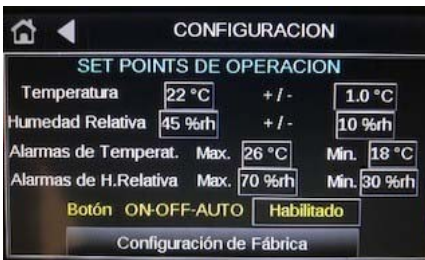 CONFIGURACION
SET POINTS DE OPERACION
Temperatura 22 °C +/- 1.0 °C
Humedad Relativa 45 %rh +/- 10 %rh
Alarmas de Temperat. Max. 26 °C Min. 18 °C
Alarmas de H.Relativa Max. 70 %rh Min. 30 %rh
Botón ON-OFF-AUTO Habilitado
Configuración de Fábrica